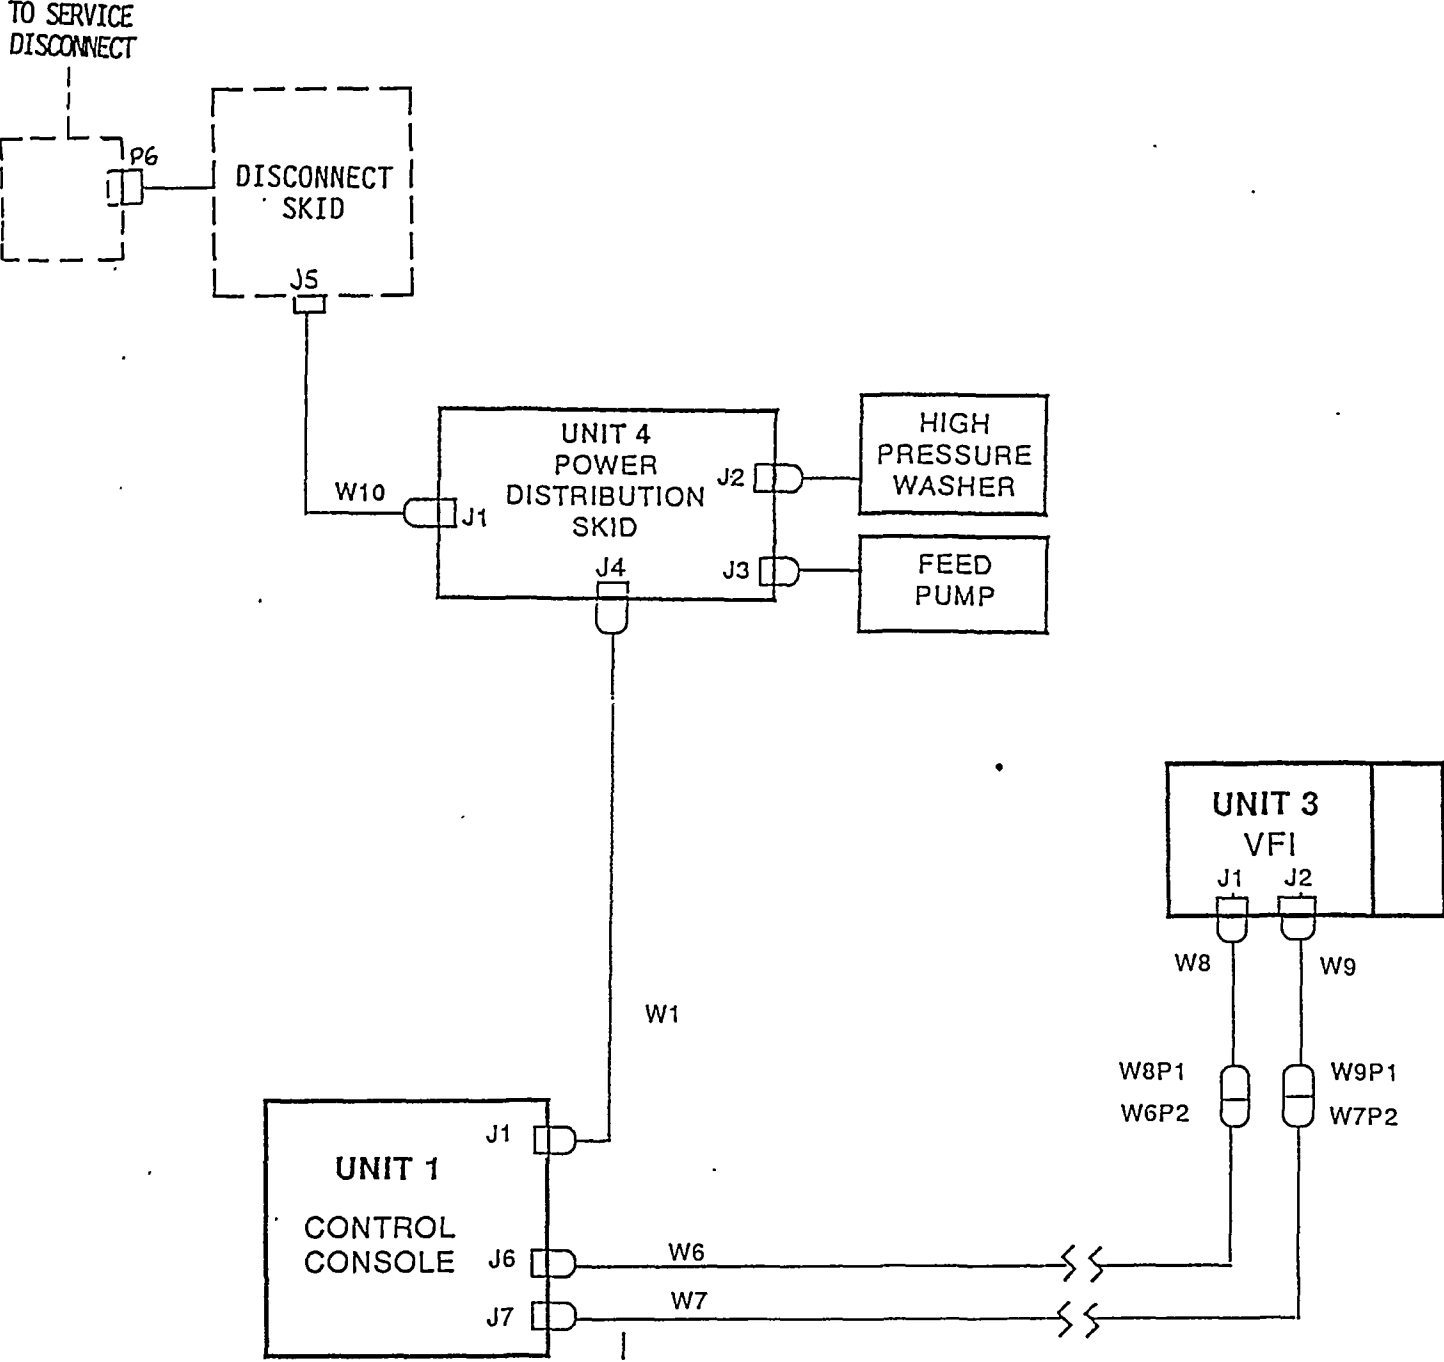 TO SERVICE
DISCONNECT
P6
DISCONNECT
SKID
J5
W10
J1
UNIT 4
POWER
DISTRIBUTION
SKID
J2
J3
J4
HIGH
PRESSURE
WASHER
FEED
PUMP
W1
UNIT 3
VFI
J1 J2
W8 W9
W8P1 W9P1
W6P2 W7P2
J1
UNIT 1
CONTROL
CONSOLE
J6
W6
J7
W7